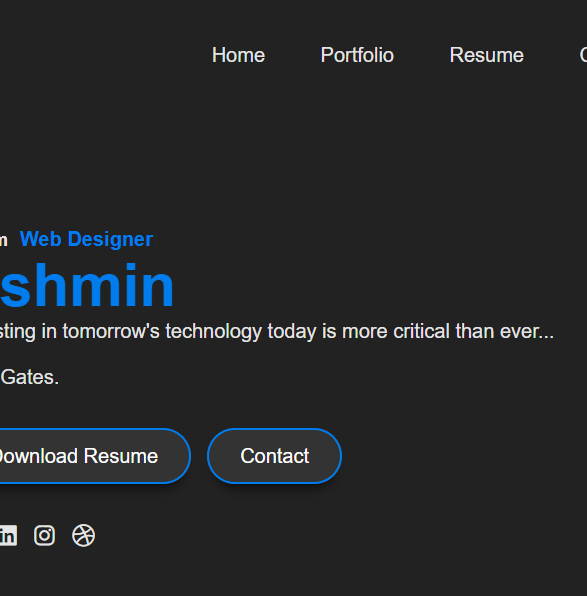 Home Portfolio Resume
Web Designer
shmin
sting in tomorrow's technology today is more critical than ever...
Gates.
Download Resume Contact
in